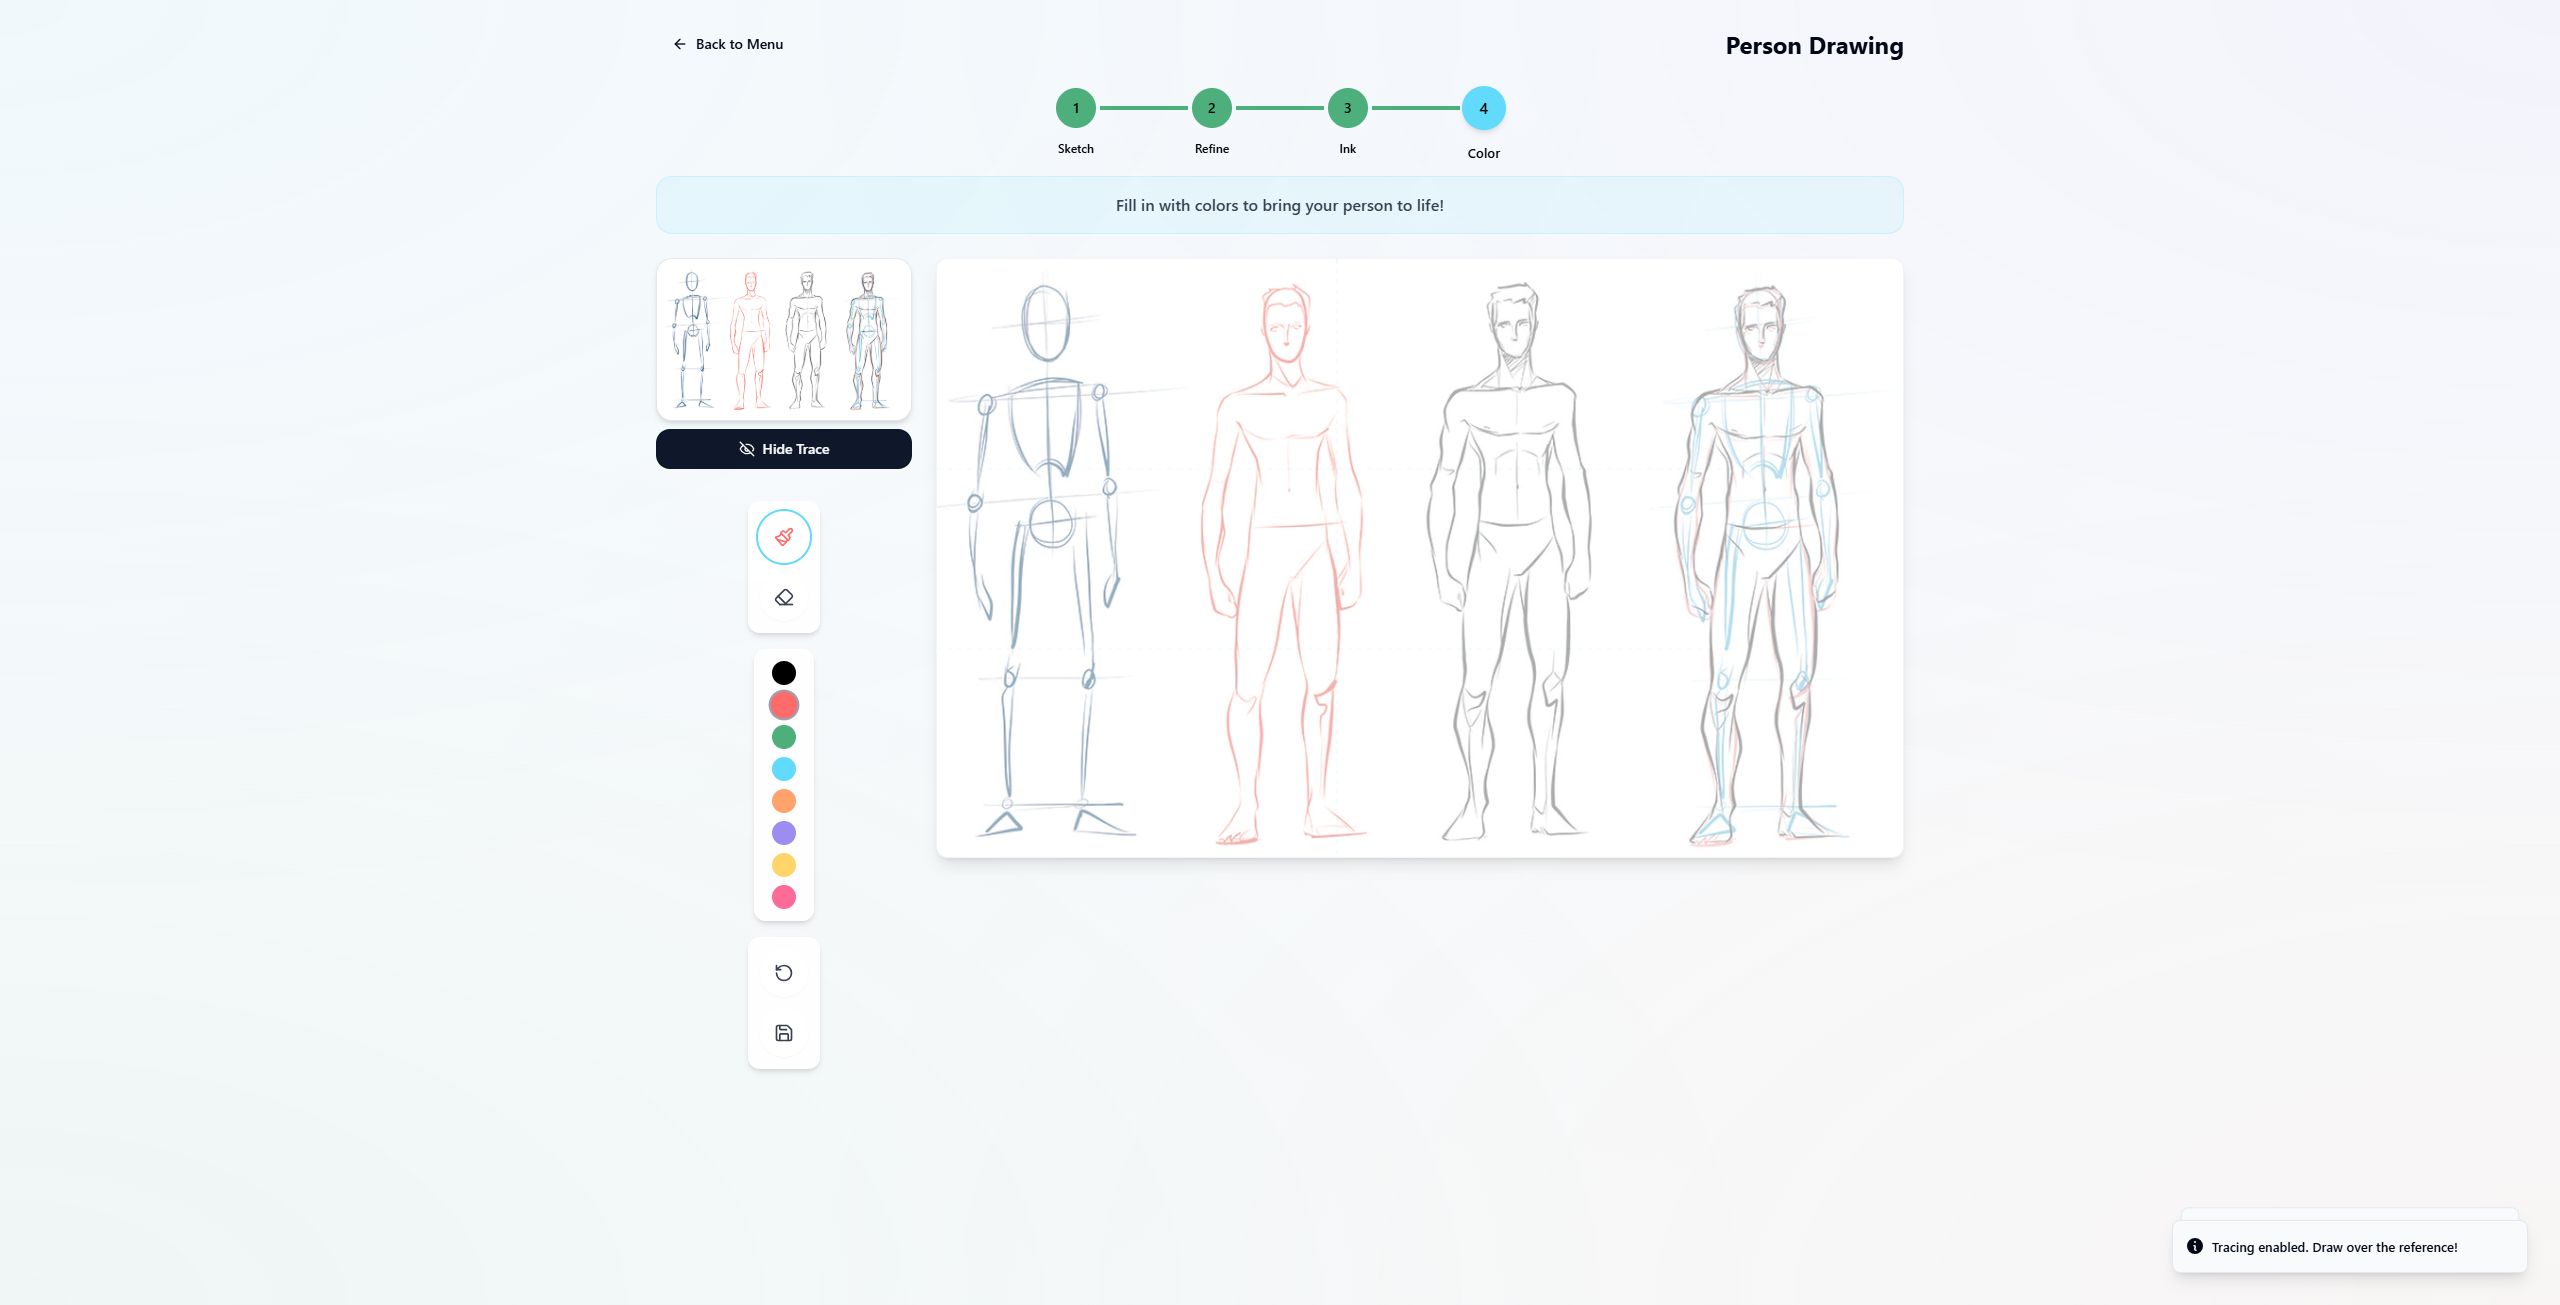 Back to Menu
Person Drawing
1
2
3
4
Sketch
Refine
Ink
Color
Fill in with colors to bring your person to life!
Hide Trace
Tracing enabled. Draw over the reference!